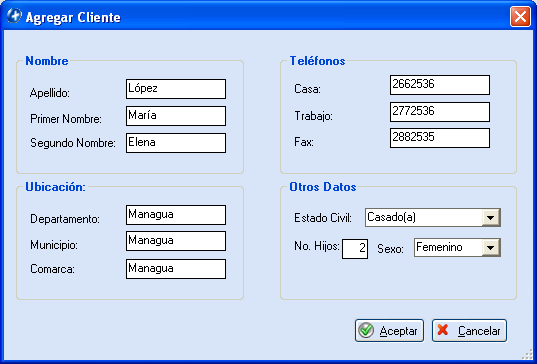 Agregar Cliente
Nombre
Apellido: López
Primer Nombre: María
Segundo Nombre: Elena
Teléfonos
Casa: 2662536
Trabajo: 2772536
Fax: 2882535
Ubicación:
Departamento: Managua
Municipio: Managua
Comarca: Managua
Otros Datos
Estado Civil: Casado(a)
No. Hijos: 2 Sexo: Femenino
Aceptar Cancelar